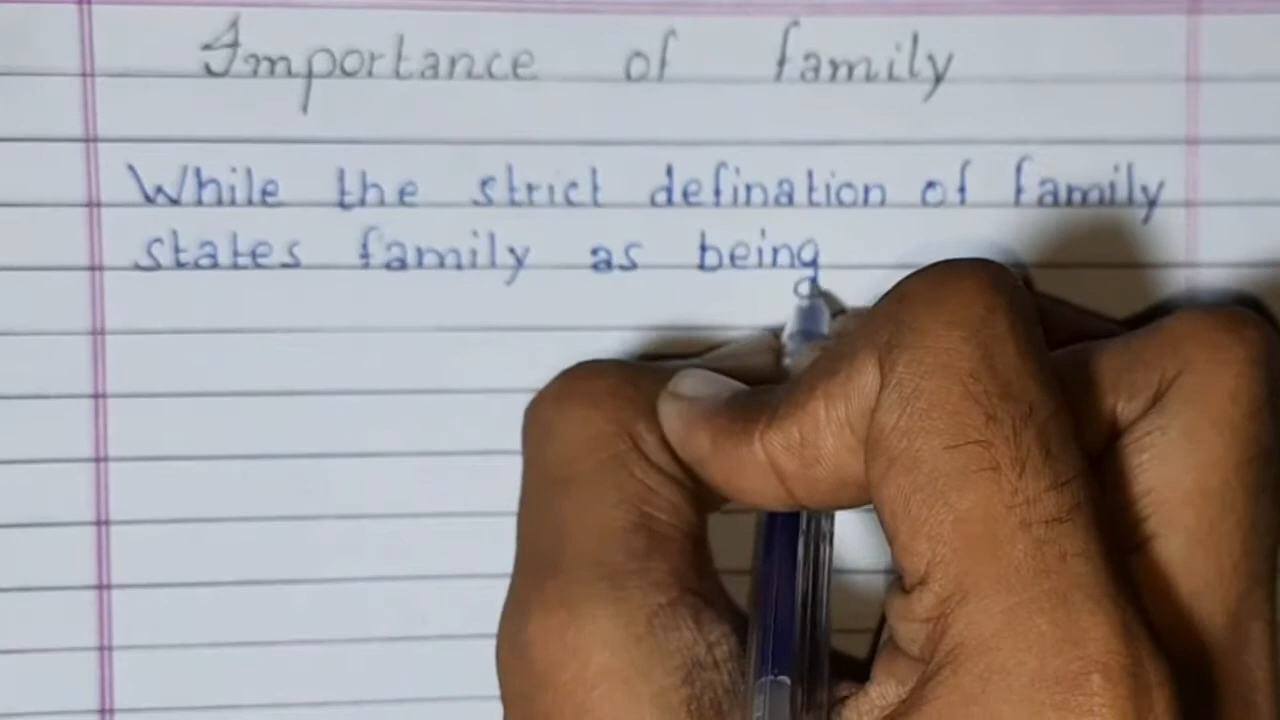 Importance of family
While the strict defination of family
states family as being